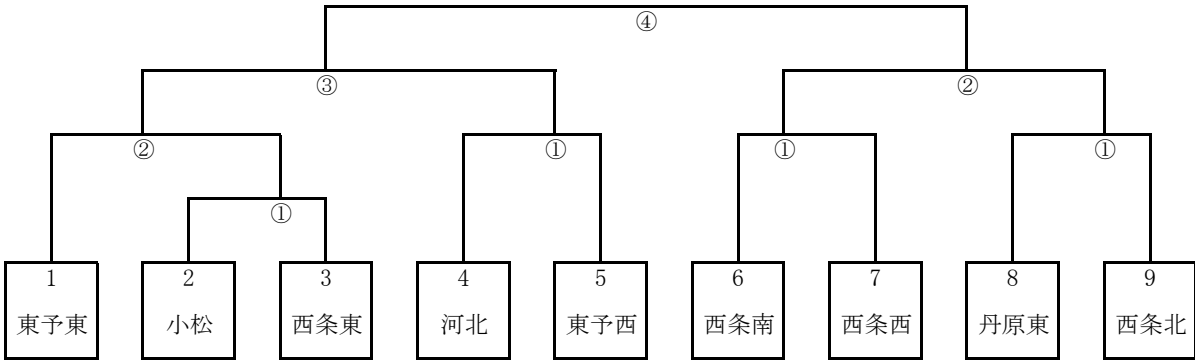 ④
③ ②
② ① ① ①
①
1 2 3 4 5 6 7 8 9
東予東 小松 西条東 河北 東予西 西条南 西条西 丹原東 西条北